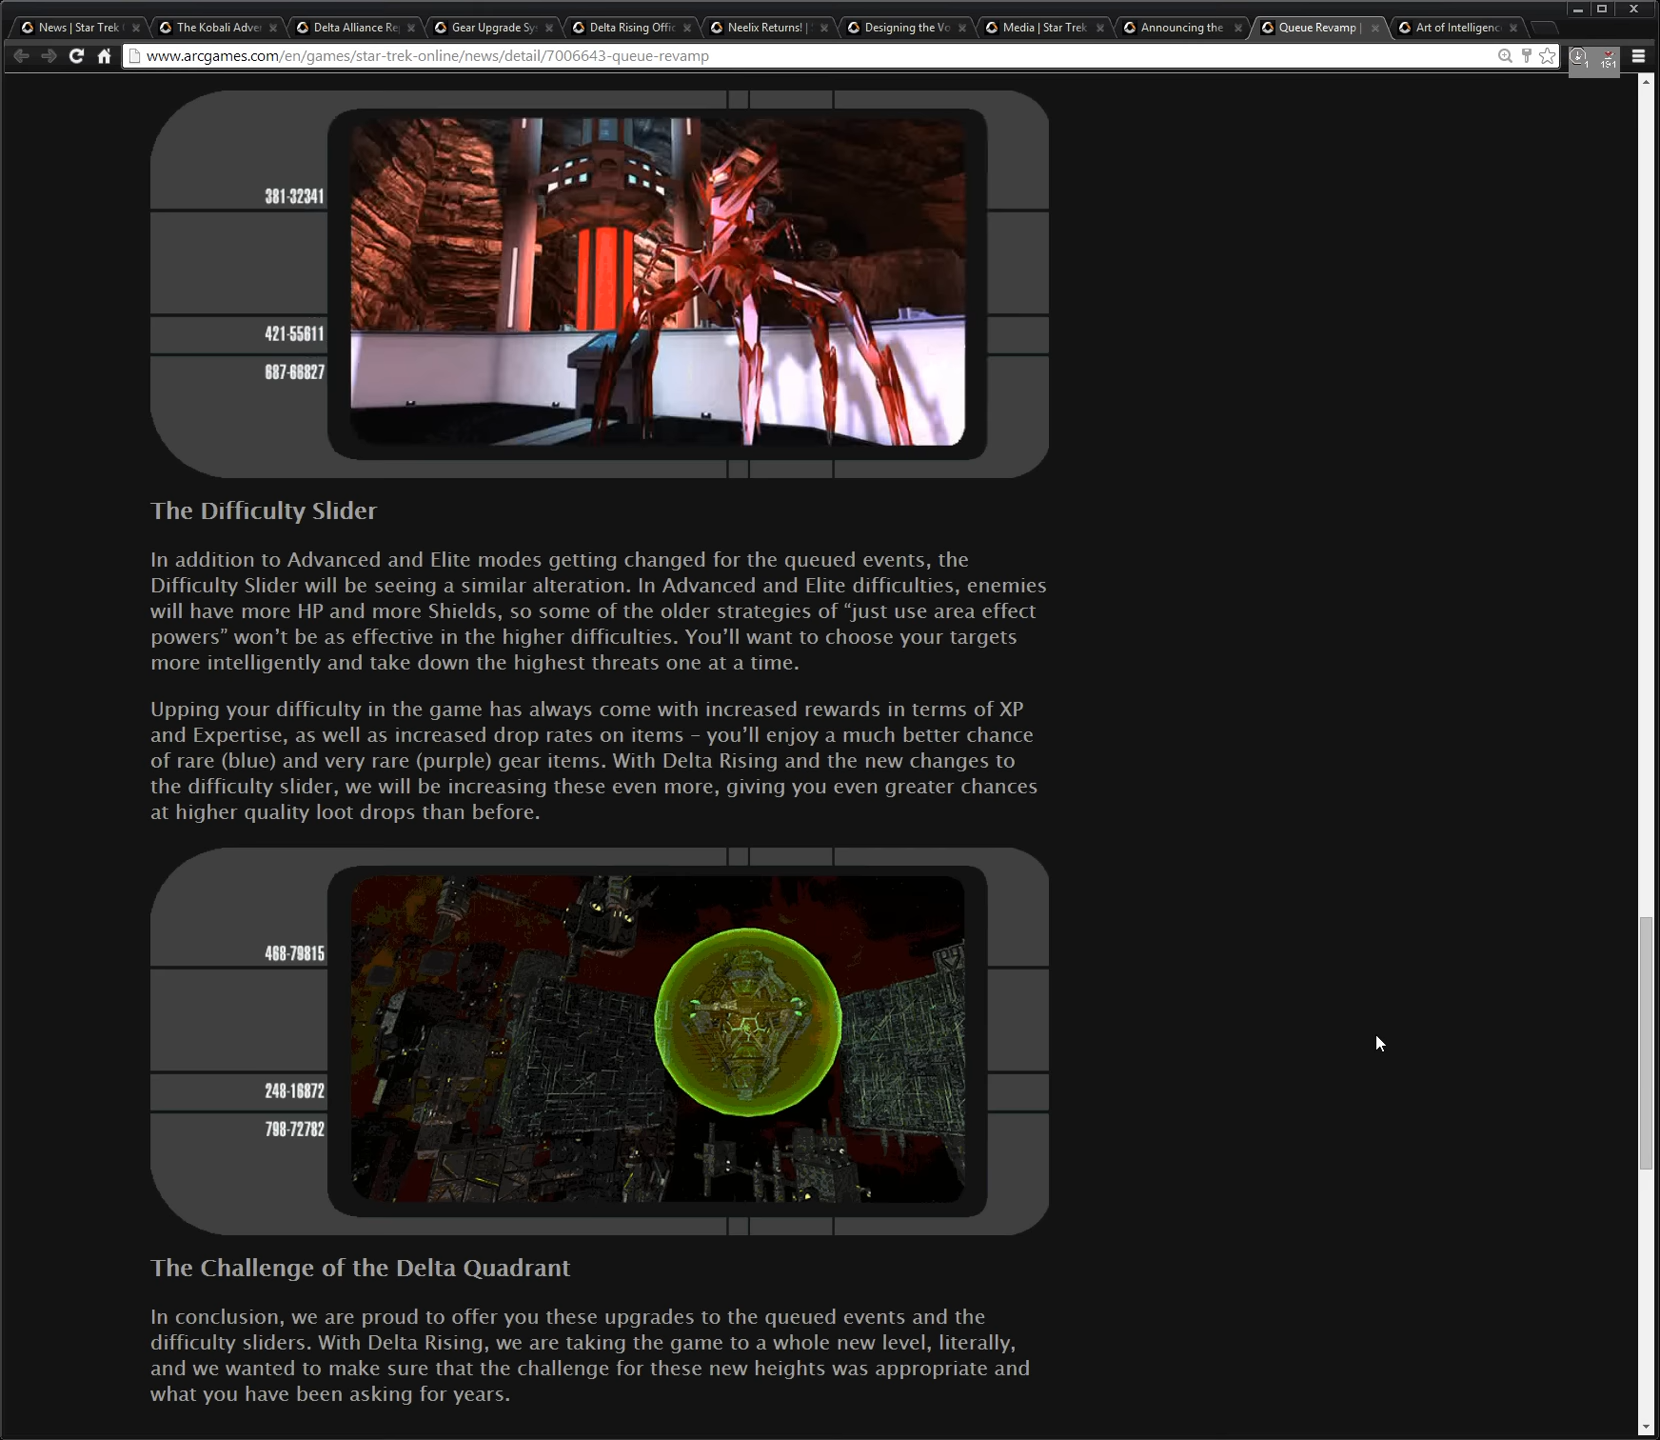 News | Star Trek
The Kobali Adve
Delta Alliance Re
Gear Upgrade Sy
Delta Rising Offic
Neelix Returns! |
Designing the Vo
Media | Star Trek
Announcing the
Queue Revamp |
Art of Intelligenc
www.arcgames.com/en/games/star-trek-online/news/detail/7006643-queue-revamp
1
191
381-32341
421-55611
687-66827
The Difficulty Slider
In addition to Advanced and Elite modes getting changed for the queued events, the
Difficulty Slider will be seeing a similar alteration. In Advanced and Elite difficulties, enemies
will have more HP and more Shields, so some of the older strategies of “just use area effect
powers” won’t be as effective in the higher difficulties. You’ll want to choose your targets
more intelligently and take down the highest threats one at a time.
Upping your difficulty in the game has always come with increased rewards in terms of XP
and Expertise, as well as increased drop rates on items – you’ll enjoy a much better chance
of rare (blue) and very rare (purple) gear items. With Delta Rising and the new changes to
the difficulty slider, we will be increasing these even more, giving you even greater chances
at higher quality loot drops than before.
468-79815
248-16872
798-72782
The Challenge of the Delta Quadrant
In conclusion, we are proud to offer you these upgrades to the queued events and the
difficulty sliders. With Delta Rising, we are taking the game to a whole new level, literally,
and we wanted to make sure that the challenge for these new heights was appropriate and
what you have been asking for years.